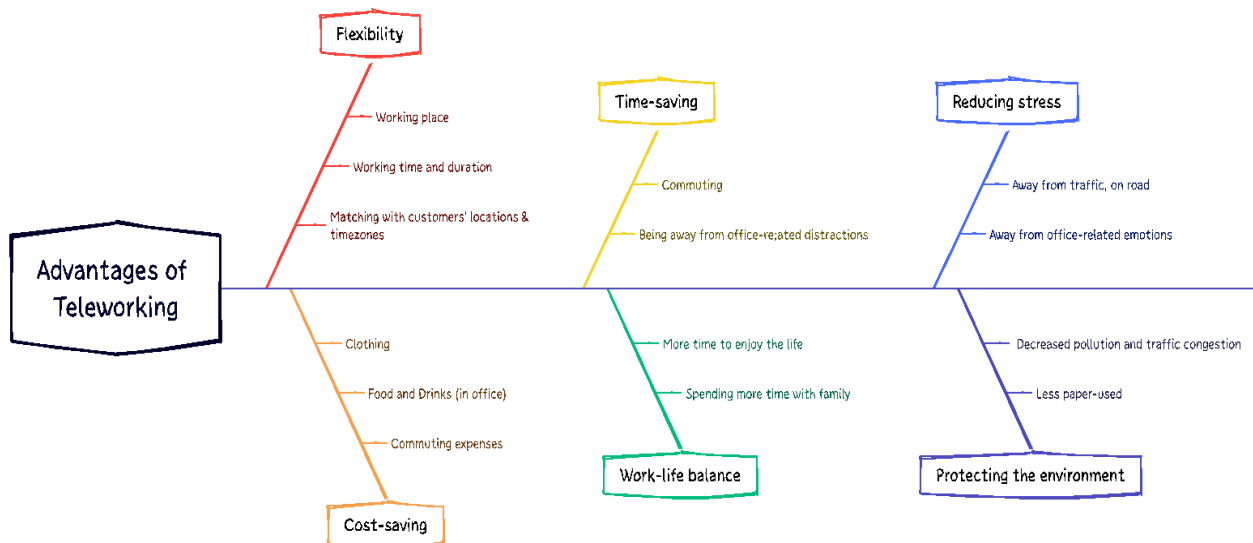 Flexibility
Working place
Working time and duration
Matching with customers' locations &
timezones
Time-saving
Commuting
Being away from office-re;ated distractions
Reducing stress
Away from traffic, on road
Away from office-related emotions
Advantages of
Teleworking
Clothing
Food and Drinks (in office)
Commuting expenses
Cost-saving
More time to enjoy the life
Spending more time with family
Work-life balance
Decreased pollution and traffic congestion
Less paper-used
Protecting the environment